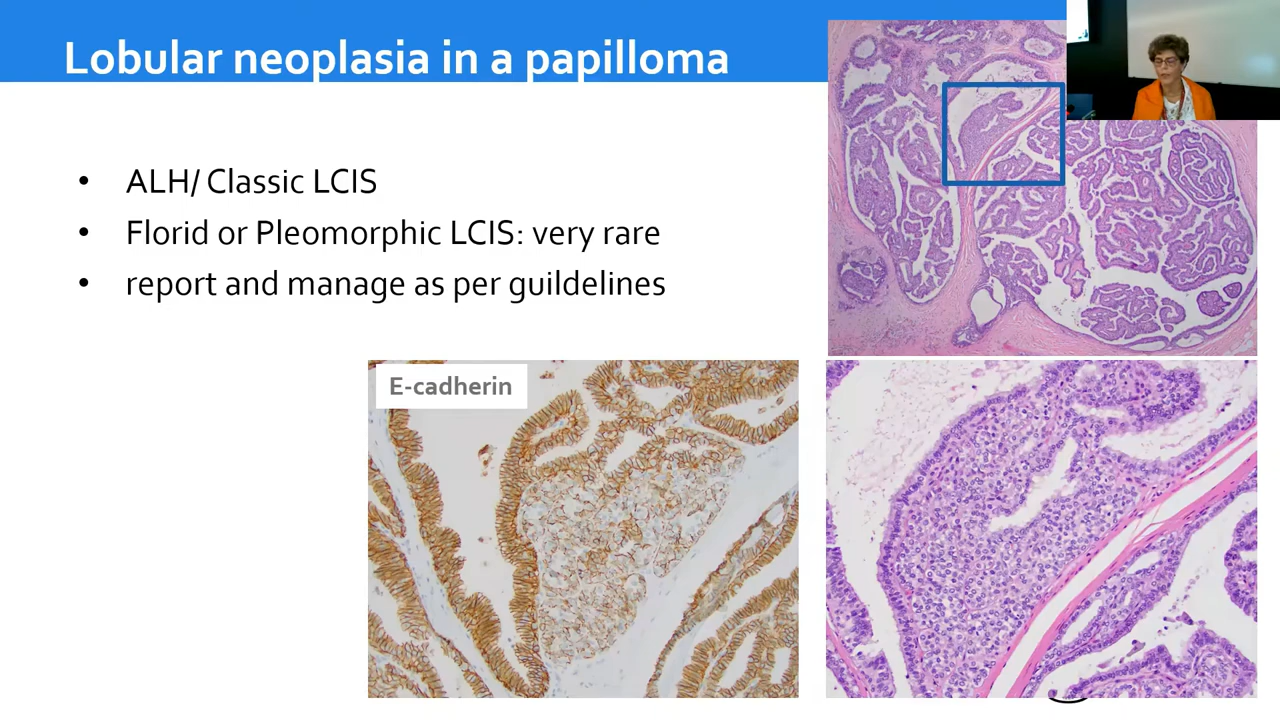 Lobular neoplasia in a papilloma
• ALH/ Classic LCIS
• Florid or Pleomorphic LCIS: very rare
• report and manage as per guildelines
E-cadherin